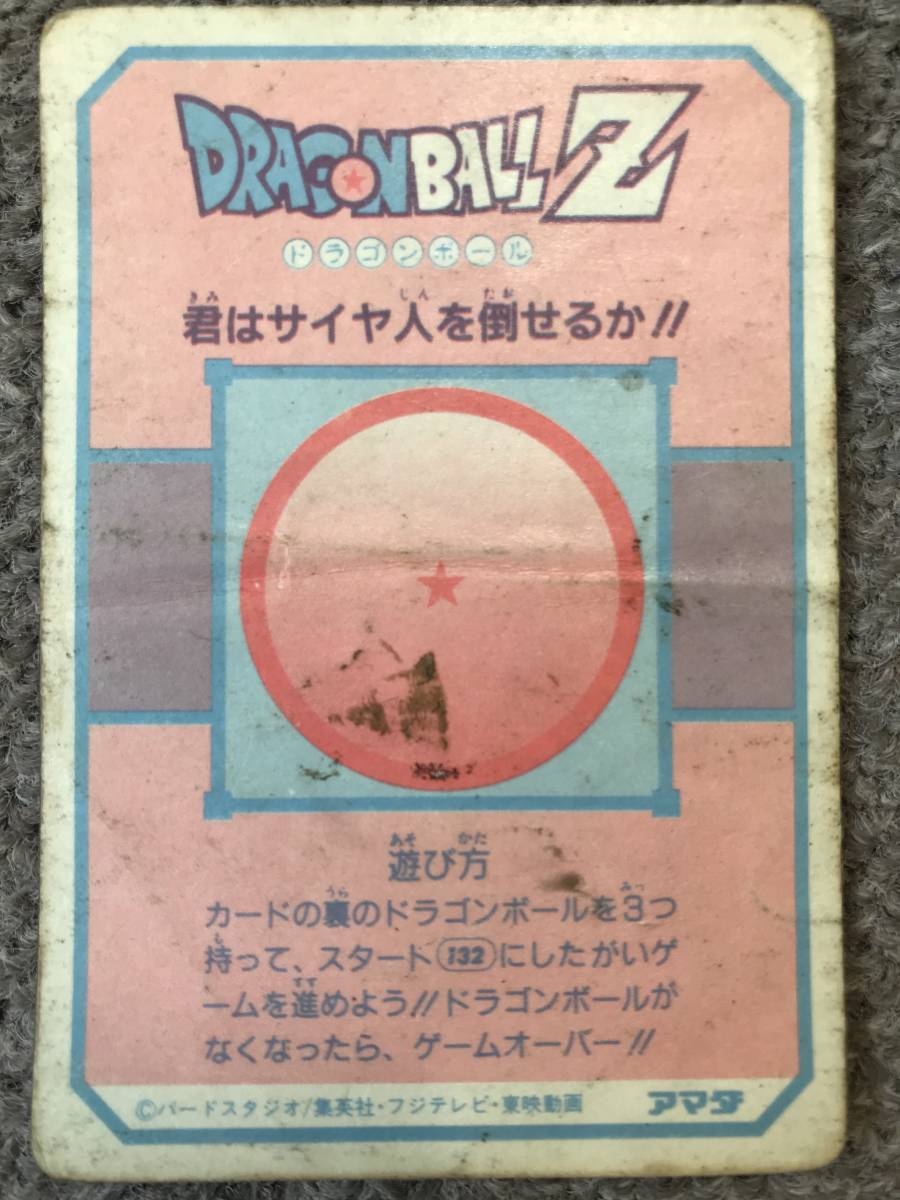 DRAGONBALL Z
ドラゴンボール
君はサイヤ人を倒せるか!!
遊び方
カードの裏のドラゴンボールを3つ
持って、スタート132にしたがいゲ
ームを進めよう!!ドラゴンボールが
なくなったら、ゲームオーバー!!
©バードスタジオ/集英社・フジテレビ・東映動画
アマダ